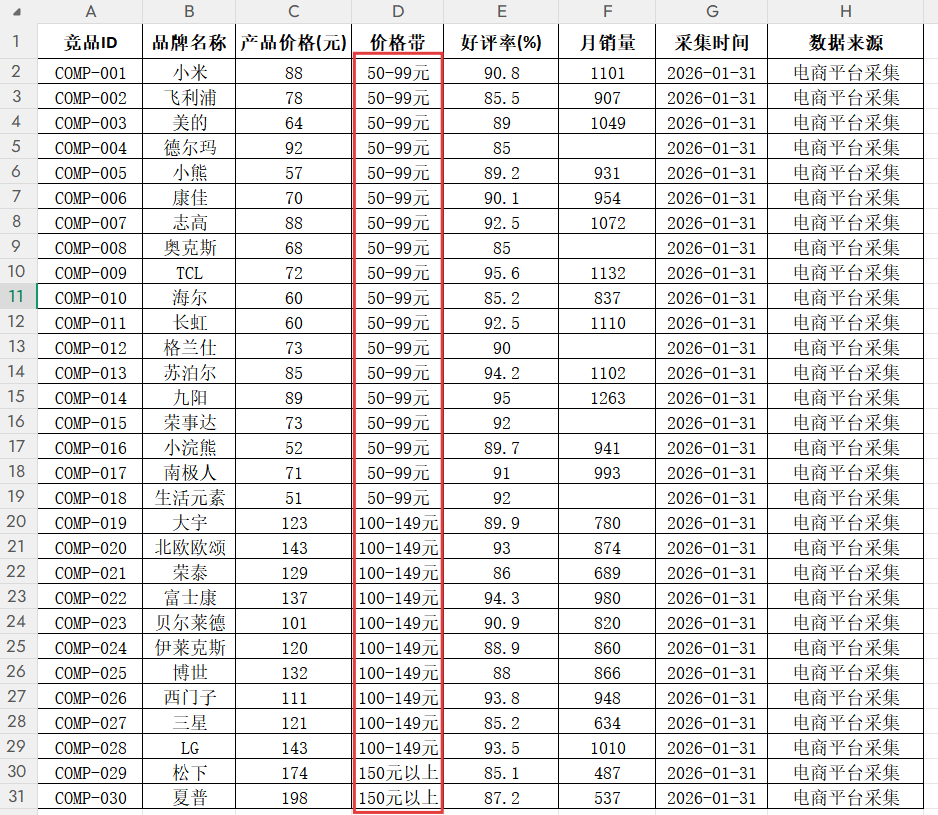 A B C D E F G H
1 竞品ID 品牌名称 产品价格(元) 价格带 好评率(%) 月销量 采集时间 数据来源
2 COMP-001 小米 88 50-99元 90.8 1101 2026-01-31 电商平台采集
3 COMP-002 飞利浦 78 50-99元 85.5 907 2026-01-31 电商平台采集
4 COMP-003 美的 64 50-99元 89 1049 2026-01-31 电商平台采集
5 COMP-004 德尔玛 92 50-99元 85 2026-01-31 电商平台采集
6 COMP-005 小熊 57 50-99元 89.2 931 2026-01-31 电商平台采集
7 COMP-006 康佳 70 50-99元 90.1 954 2026-01-31 电商平台采集
8 COMP-007 志高 88 50-99元 92.5 1072 2026-01-31 电商平台采集
9 COMP-008 奥克斯 68 50-99元 85 2026-01-31 电商平台采集
10 COMP-009 TCL 72 50-99元 95.6 1132 2026-01-31 电商平台采集
11 COMP-010 海尔 60 50-99元 85.2 837 2026-01-31 电商平台采集
12 COMP-011 长虹 60 50-99元 92.5 1110 2026-01-31 电商平台采集
13 COMP-012 格兰仕 73 50-99元 90 2026-01-31 电商平台采集
14 COMP-013 苏泊尔 85 50-99元 94.2 1102 2026-01-31 电商平台采集
15 COMP-014 九阳 89 50-99元 95 1263 2026-01-31 电商平台采集
16 COMP-015 荣事达 73 50-99元 92 2026-01-31 电商平台采集
17 COMP-016 小浣熊 52 50-99元 89.7 941 2026-01-31 电商平台采集
18 COMP-017 南极人 71 50-99元 91 993 2026-01-31 电商平台采集
19 COMP-018 生活元素 51 50-99元 92 2026-01-31 电商平台采集
20 COMP-019 大宇 123 100-149元 89.9 780 2026-01-31 电商平台采集
21 COMP-020 北欧欧颂 143 100-149元 93 874 2026-01-31 电商平台采集
22 COMP-021 荣泰 129 100-149元 86 689 2026-01-31 电商平台采集
23 COMP-022 富士康 137 100-149元 94.3 980 2026-01-31 电商平台采集
24 COMP-023 贝尔莱德 101 100-149元 90.9 820 2026-01-31 电商平台采集
25 COMP-024 伊莱克斯 120 100-149元 88.9 860 2026-01-31 电商平台采集
26 COMP-025 博世 132 100-149元 88 866 2026-01-31 电商平台采集
27 COMP-026 西门子 111 100-149元 93.8 948 2026-01-31 电商平台采集
28 COMP-027 三星 121 100-149元 85.2 634 2026-01-31 电商平台采集
29 COMP-028 LG 143 100-149元 93.5 1010 2026-01-31 电商平台采集
30 COMP-029 松下 174 150元以上 85.1 487 2026-01-31 电商平台采集
31 COMP-030 夏普 198 150元以上 87.2 537 2026-01-31 电商平台采集